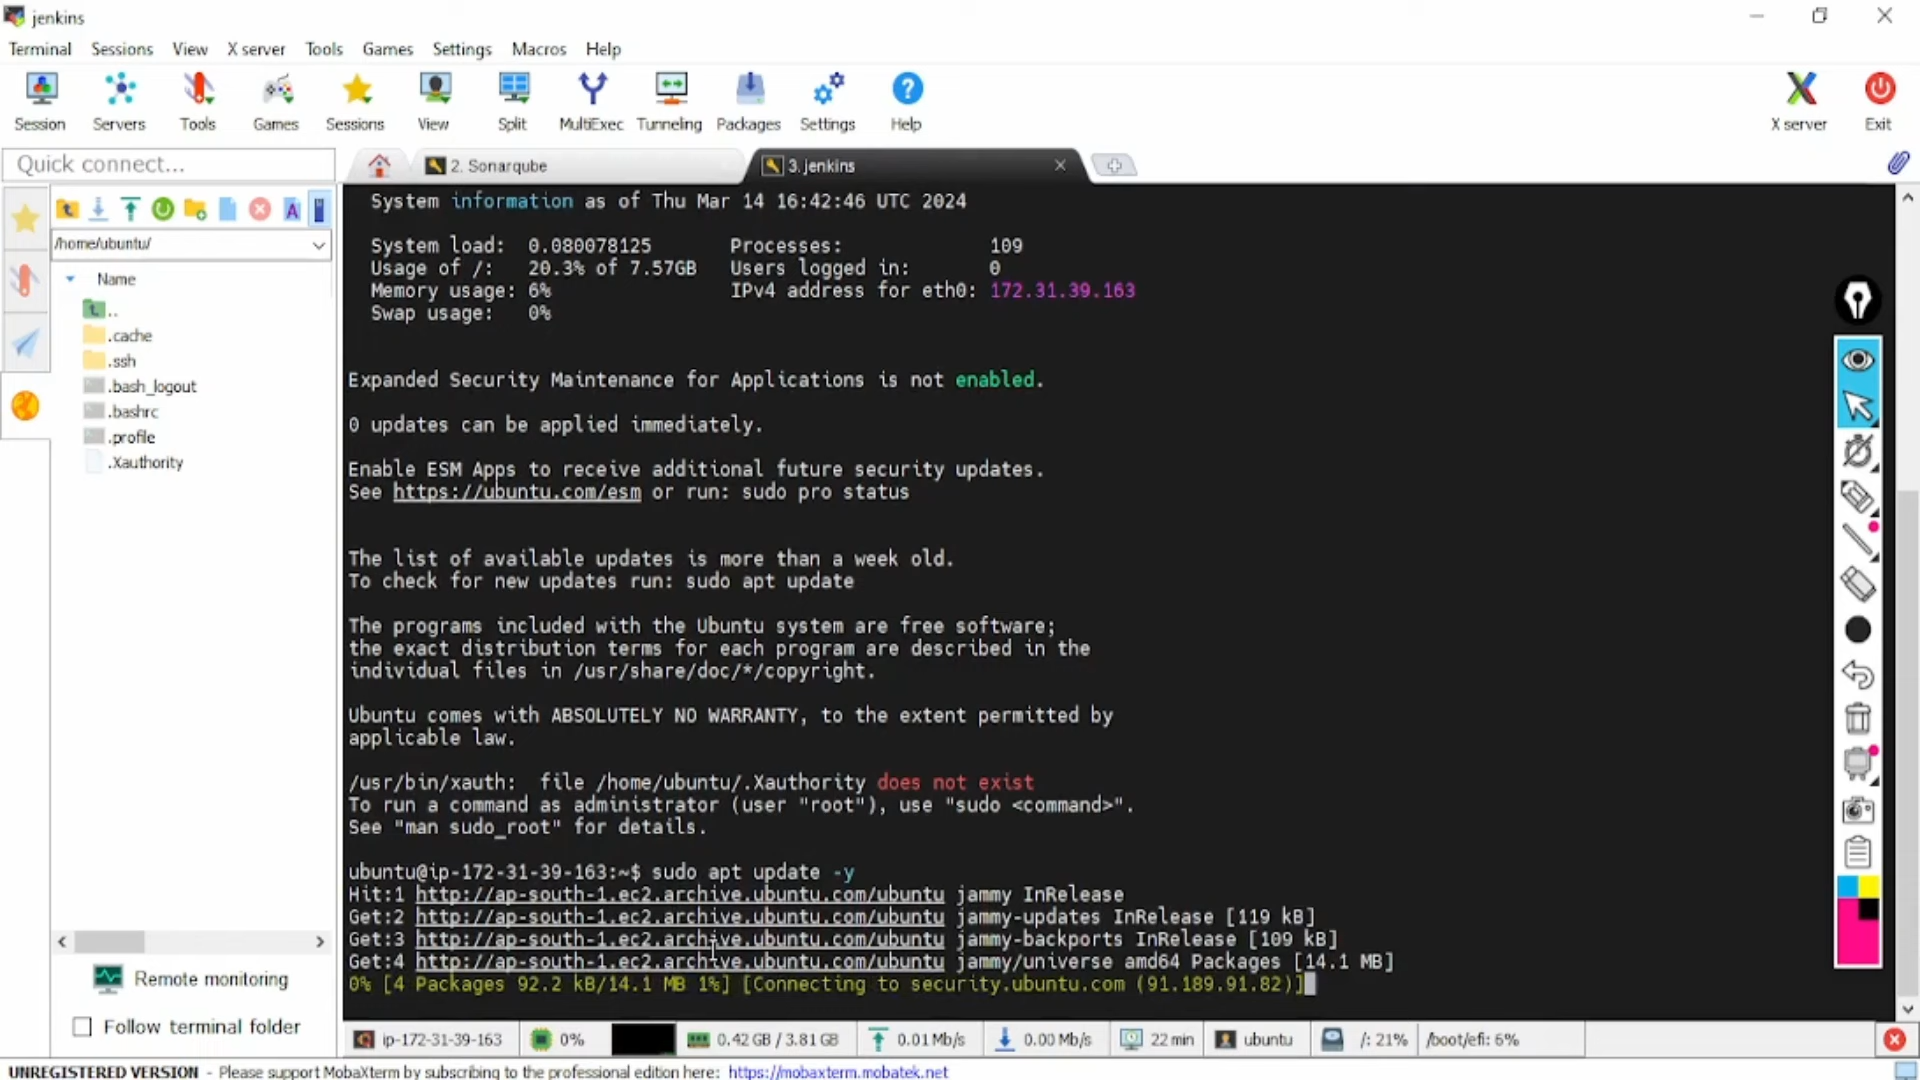 jenkins
Terminal Sessions View X server Tools Games Settings Macros Help
Session Servers Tools Games Sessions View Split MultiExec Tunneling Packages Settings Help X server Exit
Quick connect...
2. Sonarqube
3. jenkins
/home/ubuntu/
Name
..
.cache
.ssh
.bash_logout
.bashrc
.profile
.Xauthority
Remote monitoring
Follow terminal folder
System information as of Thu Mar 14 16:42:46 UTC 2024
System load: 0.080078125 Processes: 109
Usage of /: 20.3% of 7.57GB Users logged in: 0
Memory usage: 6% IPv4 address for eth0: 172.31.39.163
Swap usage: 0%
Expanded Security Maintenance for Applications is not enabled.
0 updates can be applied immediately.
Enable ESM Apps to receive additional future security updates.
See https://ubuntu.com/esm or run: sudo pro status
The list of available updates is more than a week old.
To check for new updates run: sudo apt update
The programs included with the Ubuntu system are free software;
the exact distribution terms for each program are described in the
individual files in /usr/share/doc/*/copyright.
Ubuntu comes with ABSOLUTELY NO WARRANTY, to the extent permitted by
applicable law.
/usr/bin/xauth: file /home/ubuntu/.Xauthority does not exist
To run a command as administrator (user "root"), use "sudo <command>".
See "man sudo_root" for details.
ubuntu@ip-172-31-39-163:~$ sudo apt update -y
Hit:1 http://ap-south-1.ec2.archive.ubuntu.com/ubuntu jammy InRelease
Get:2 http://ap-south-1.ec2.archive.ubuntu.com/ubuntu jammy-updates InRelease [119 kB]
Get:3 http://ap-south-1.ec2.archive.ubuntu.com/ubuntu jammy-backports InRelease [109 kB]
Get:4 http://ap-south-1.ec2.archive.ubuntu.com/ubuntu jammy/universe amd64 Packages [14.1 MB]
0% [4 Packages 92.2 kB/14.1 MB 1%] [Connecting to security.ubuntu.com (91.189.91.82)]
ip-172-31-39-163 0% 0.42 GB / 3.81 GB 0.01 Mb/s 0.00 Mb/s 22 min ubuntu /: 21% /boot/efi: 6%
UNREGISTERED VERSION - Please support MobaXterm by subscribing to the professional edition here: https://mobaxterm.mobatek.net